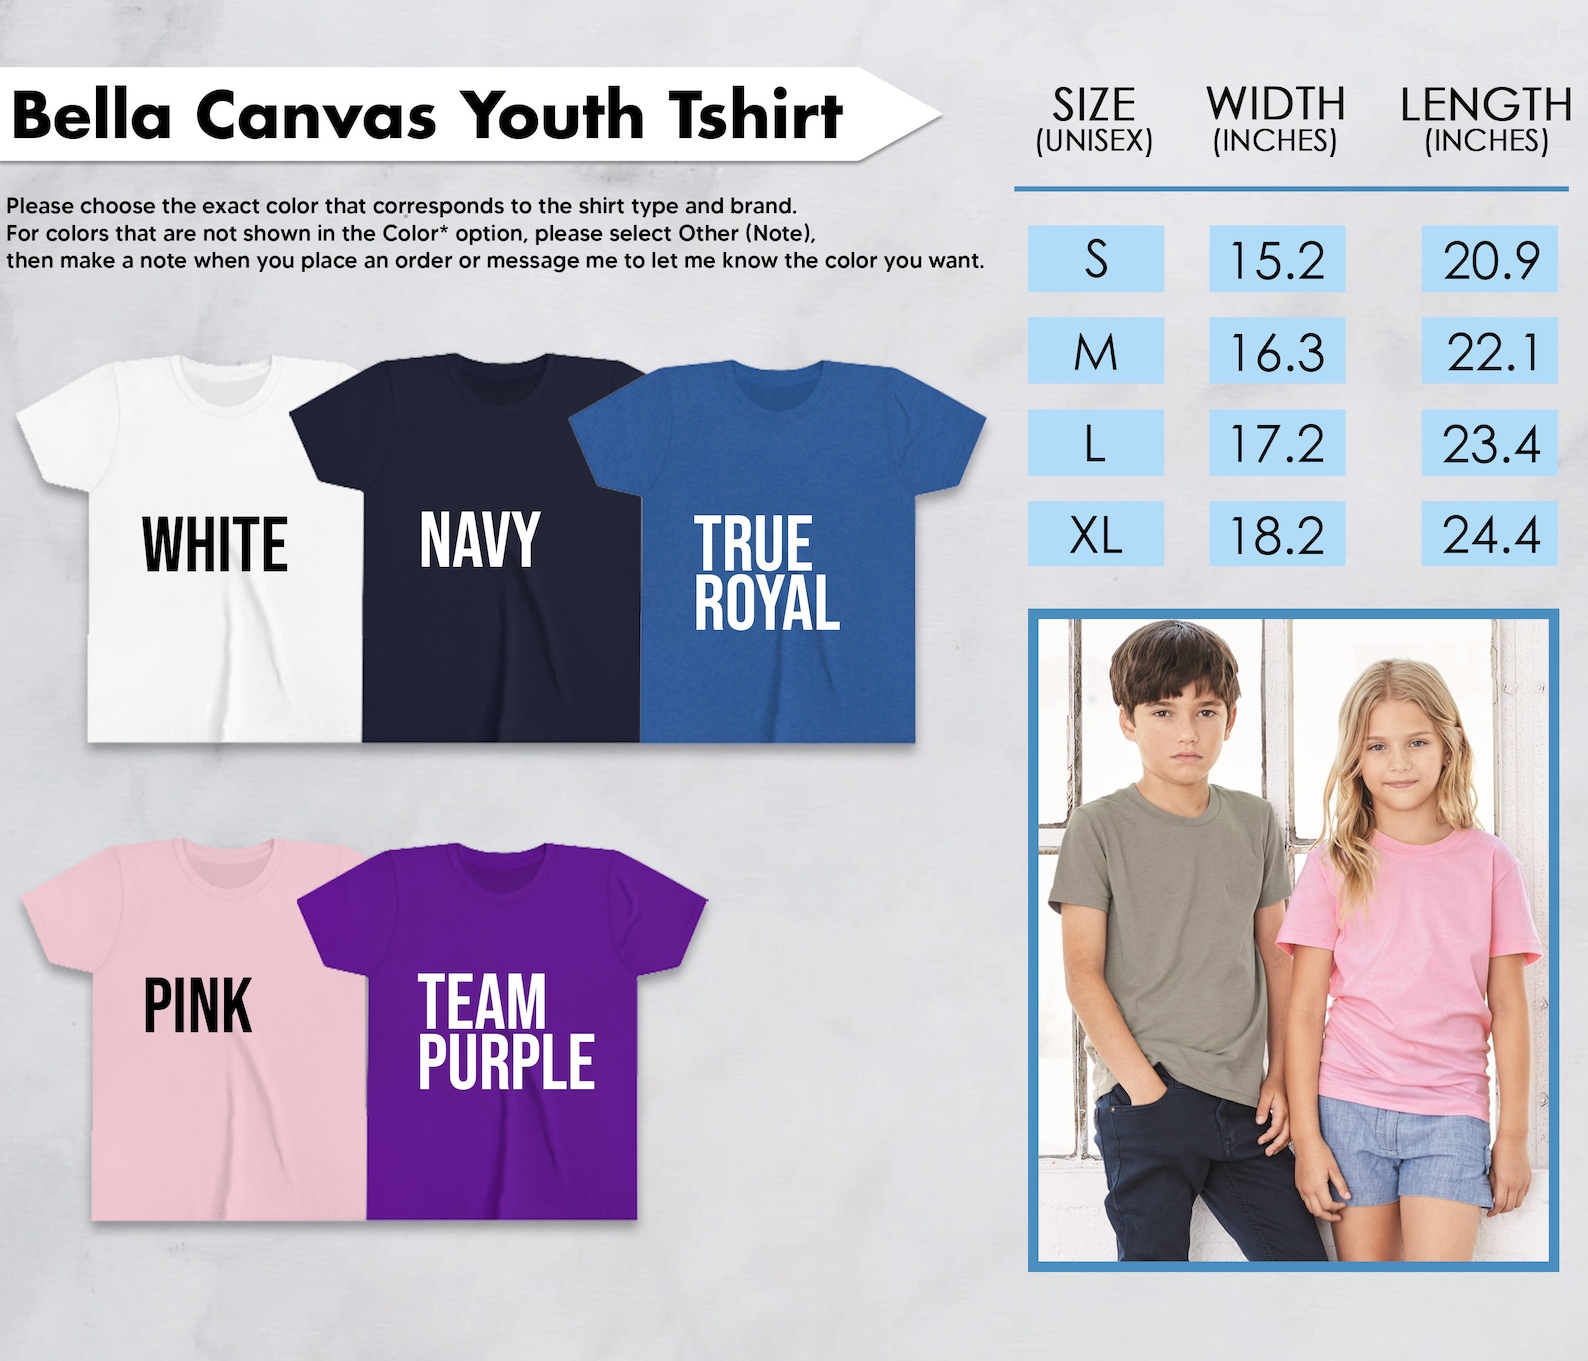 Bella Canvas Youth Tshirt
Please choose the exact color that corresponds to the shirt type and brand.
For colors that are not shown in the Color* option, please select Other (Note),
then make a note when you place an order or message me to let me know the color you want.
WHITE
NAVY
TRUE
ROYAL
PINK
TEAM
PURPLE
SIZE WIDTH LENGTH
(UNISEX) (INCHES) (INCHES)
S 15.2 20.9
M 16.3 22.1
L 17.2 23.4
XL 18.2 24.4